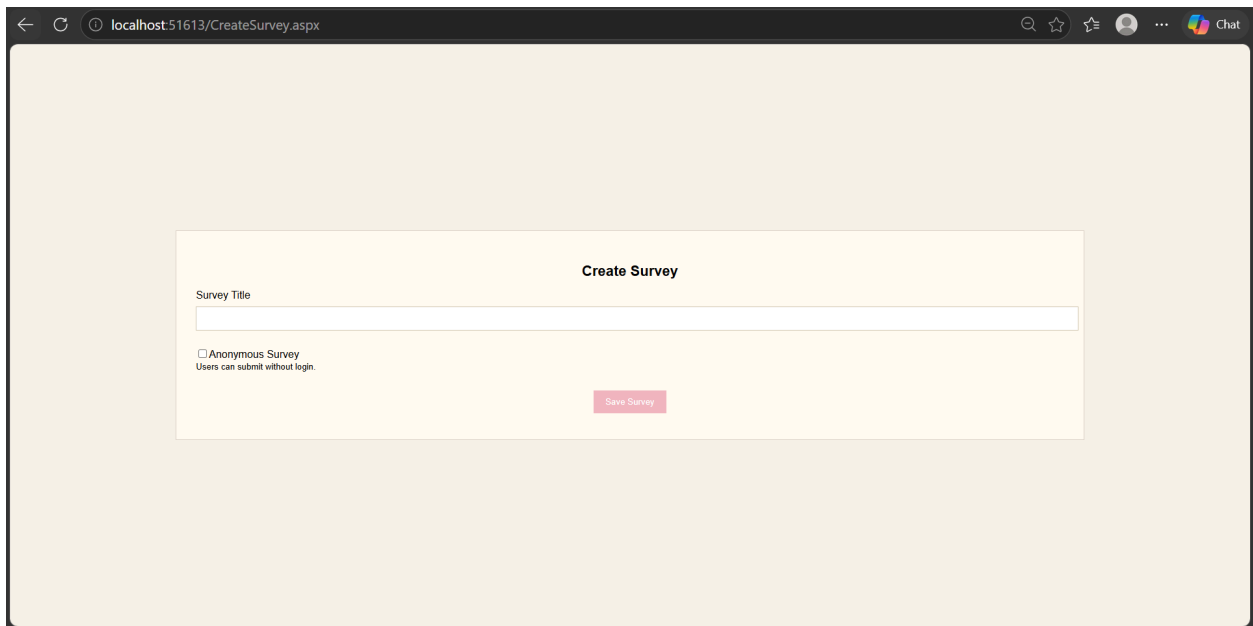 localhost:51613/CreateSurvey.aspx
Chat
Create Survey
Survey Title
Anonymous Survey
Users can submit without login.
Save Survey